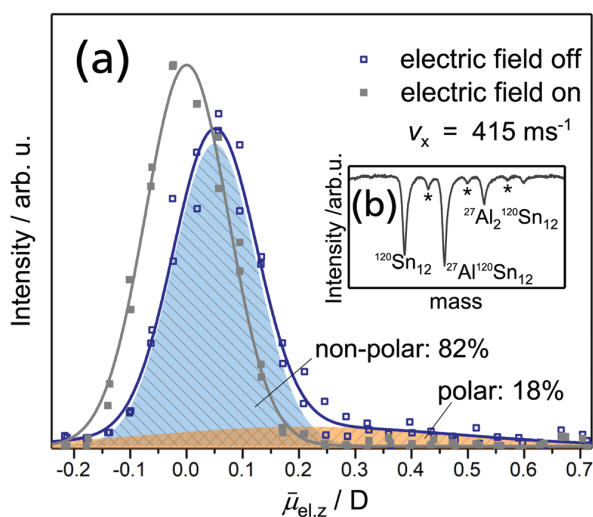 (a)
electric field off
electric field on
vₓ = 415 ms⁻¹
(b)
Intensity /arb.u.
* * *
²⁷Al₂¹²⁰Sn₁₂
¹²⁰Sn₁₂
²⁷Al¹²⁰Sn₁₂
mass
non-polar: 82%
polar: 18%
Intensity / arb. u.
-0.2 -0.1 0.0 0.1 0.2 0.3 0.4 0.5 0.6 0.7
μ̄el,z / D